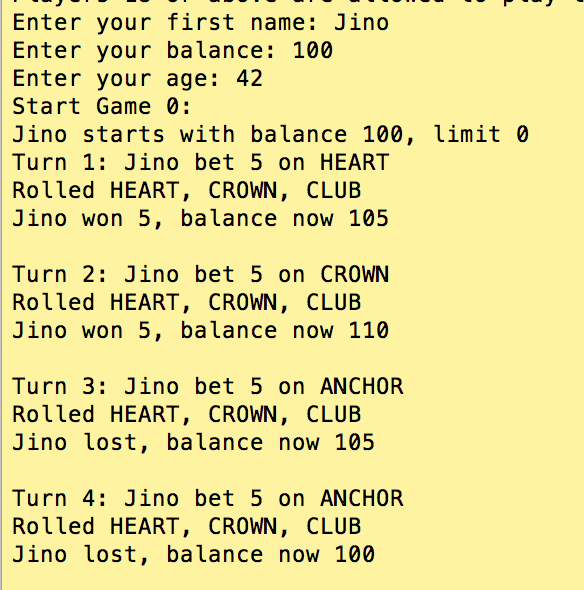 Players 18 or above are allowed to play
Enter your first name: Jino
Enter your balance: 100
Enter your age: 42
Start Game 0:
Jino starts with balance 100, limit 0
Turn 1: Jino bet 5 on HEART
Rolled HEART, CROWN, CLUB
Jino won 5, balance now 105
Turn 2: Jino bet 5 on CROWN
Rolled HEART, CROWN, CLUB
Jino won 5, balance now 110
Turn 3: Jino bet 5 on ANCHOR
Rolled HEART, CROWN, CLUB
Jino lost, balance now 105
Turn 4: Jino bet 5 on ANCHOR
Rolled HEART, CROWN, CLUB
Jino lost, balance now 100